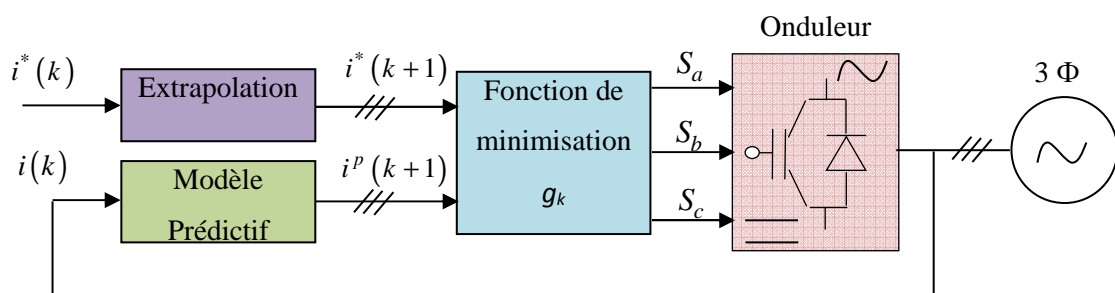 Onduleur
i*(k)
Extrapolation
i*(k+1)
Fonction de
minimisation
gk
Sa
Sb
Sc
3 Φ
i(k)
Modèle
Prédictif
i^p(k+1)